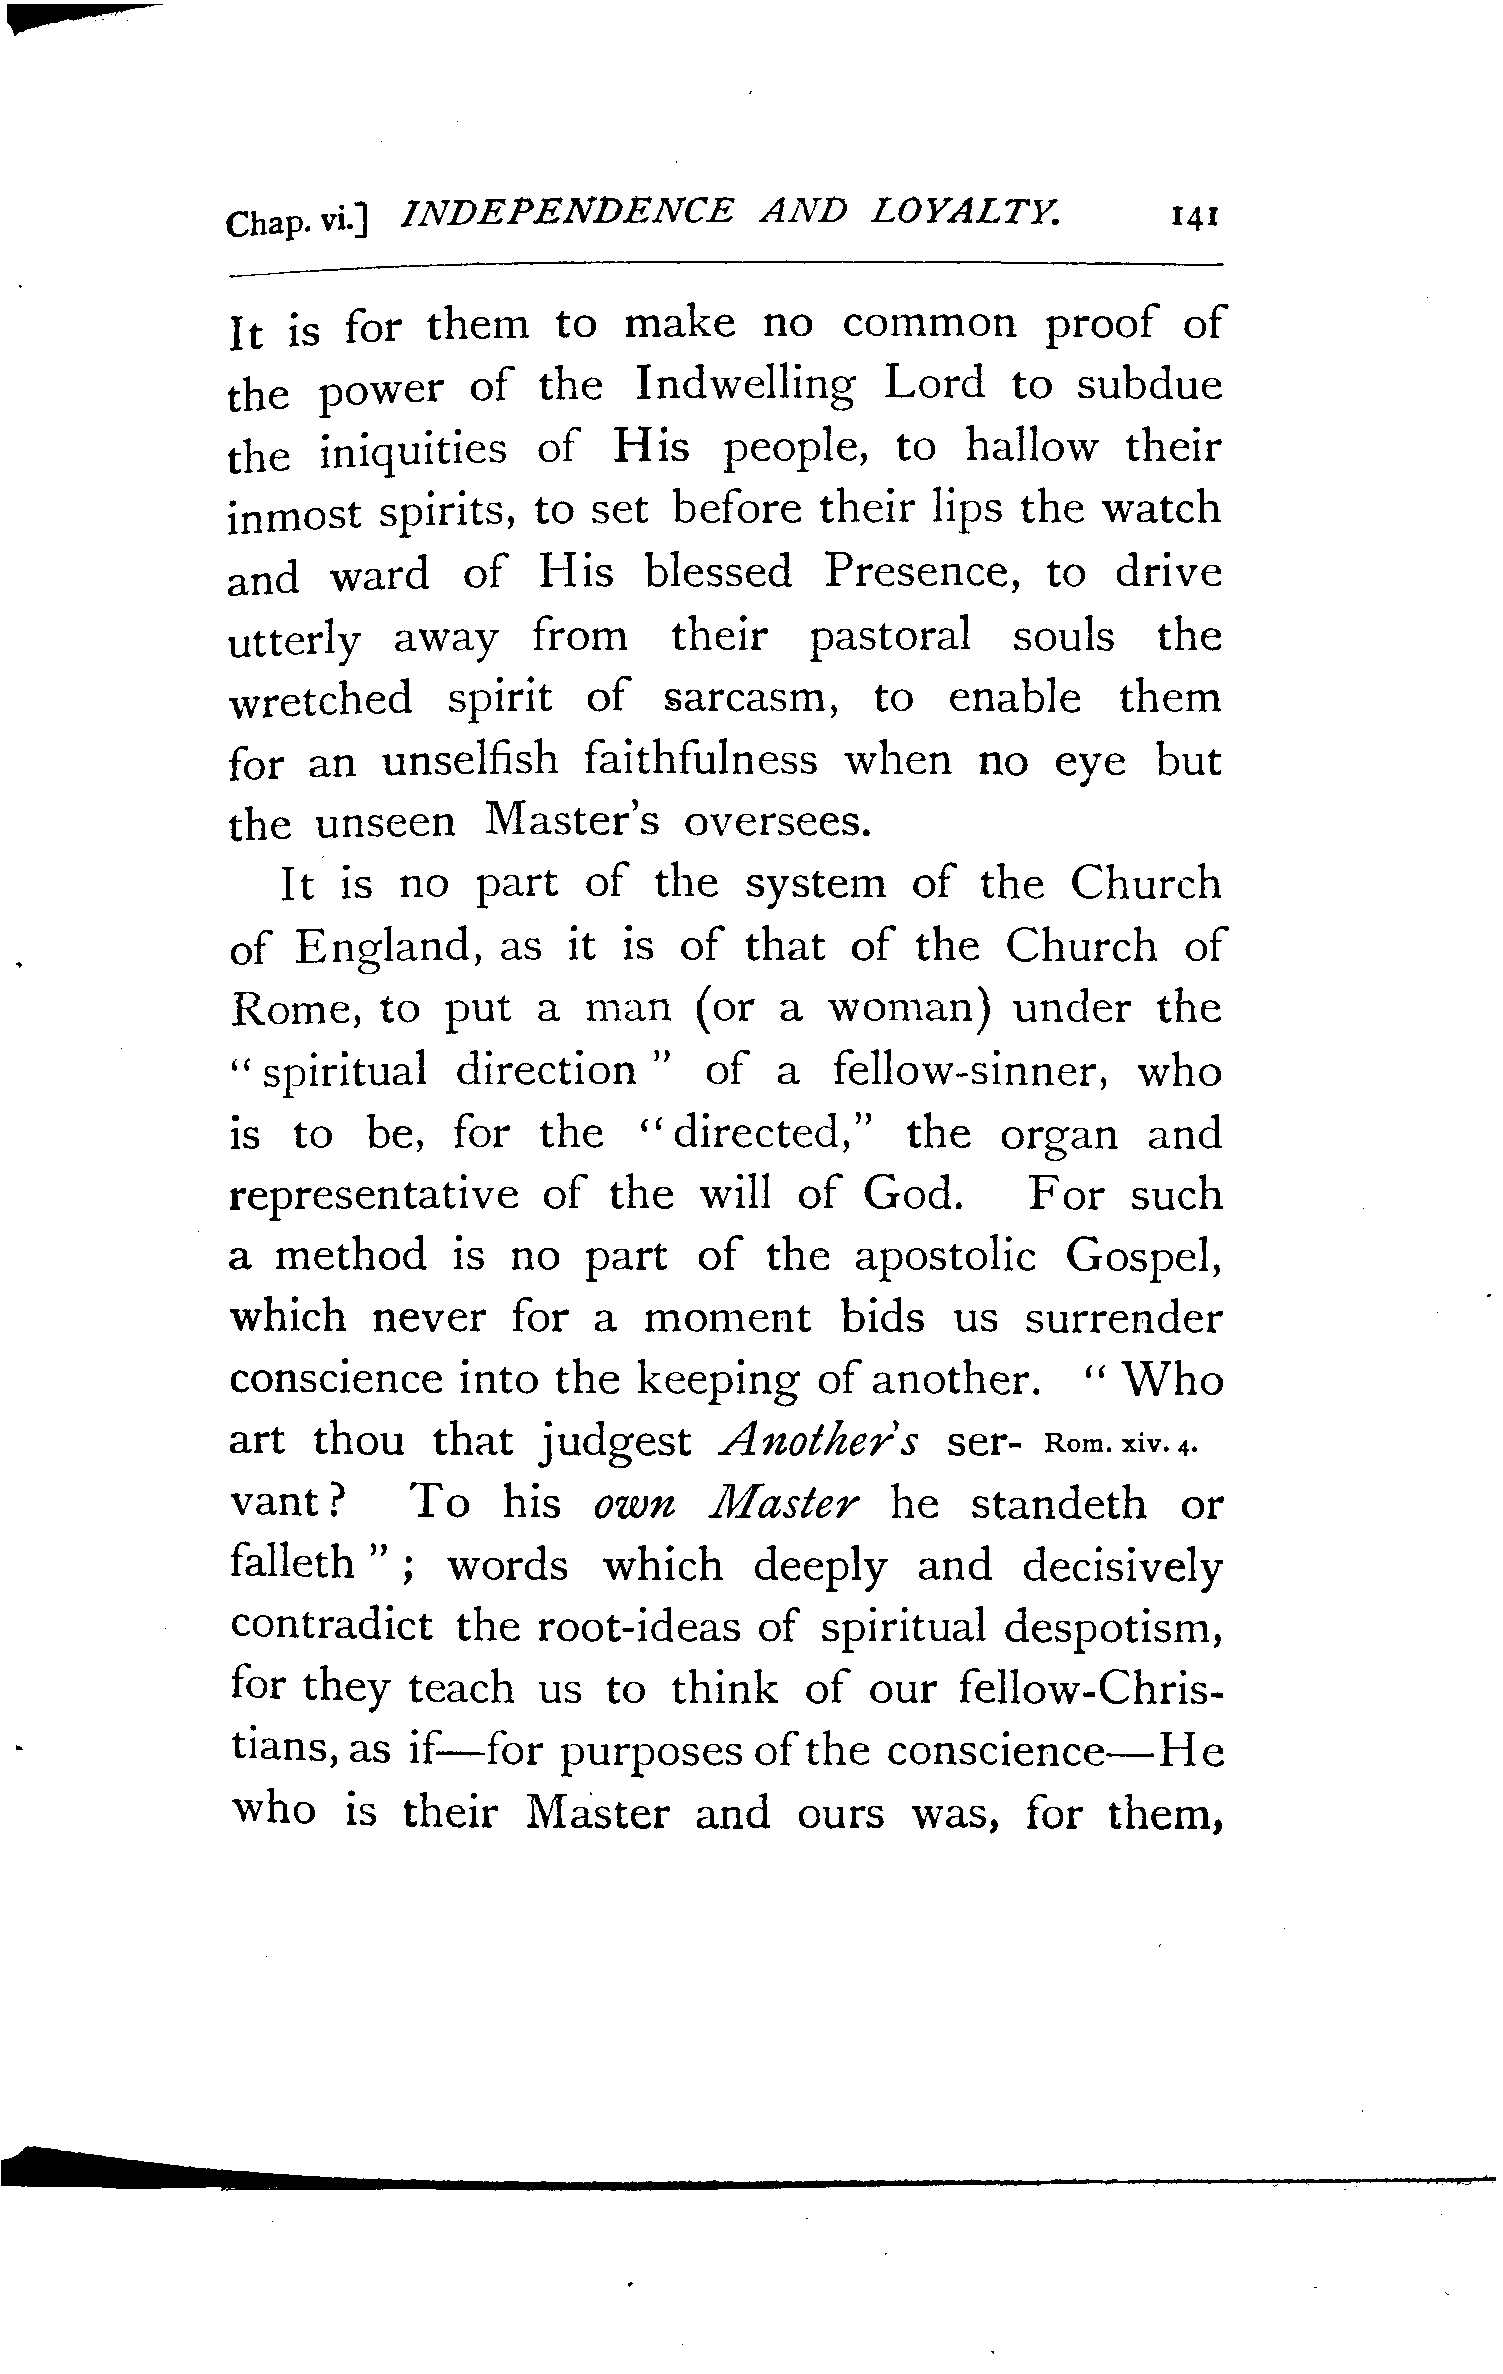 Chap. vi.] INDEPENDENCE AND LOYALTY. 141
It is for them to make no common proof of
the power of the Indwelling Lord to subdue
the iniquities of His people, to hallow their
inmost spirits, to set before their lips the watch
and ward of His blessed Presence, to drive
utterly away from their pastoral souls the
wretched spirit of sarcasm, to enable them
for an unselfish faithfulness when no eye but
the unseen Master's oversees.
It is no part of the system of the Church
of England, as it is of that of the Church of
Rome, to put a man (or a woman) under the
“ spiritual direction ” of a fellow-sinner, who
is to be, for the “ directed,” the organ and
representative of the will of God. For such
a method is no part of the apostolic Gospel,
which never for a moment bids us surrender
conscience into the keeping of another. “ Who
art thou that judgest Another's ser- Rom. xiv. 4.
vant ? To his own Master he standeth or
falleth ” ; words which deeply and decisively
contradict the root-ideas of spiritual despotism,
for they teach us to think of our fellow-Chris-
tians, as if—for purposes of the conscience—He
who is their Master and ours was, for them,